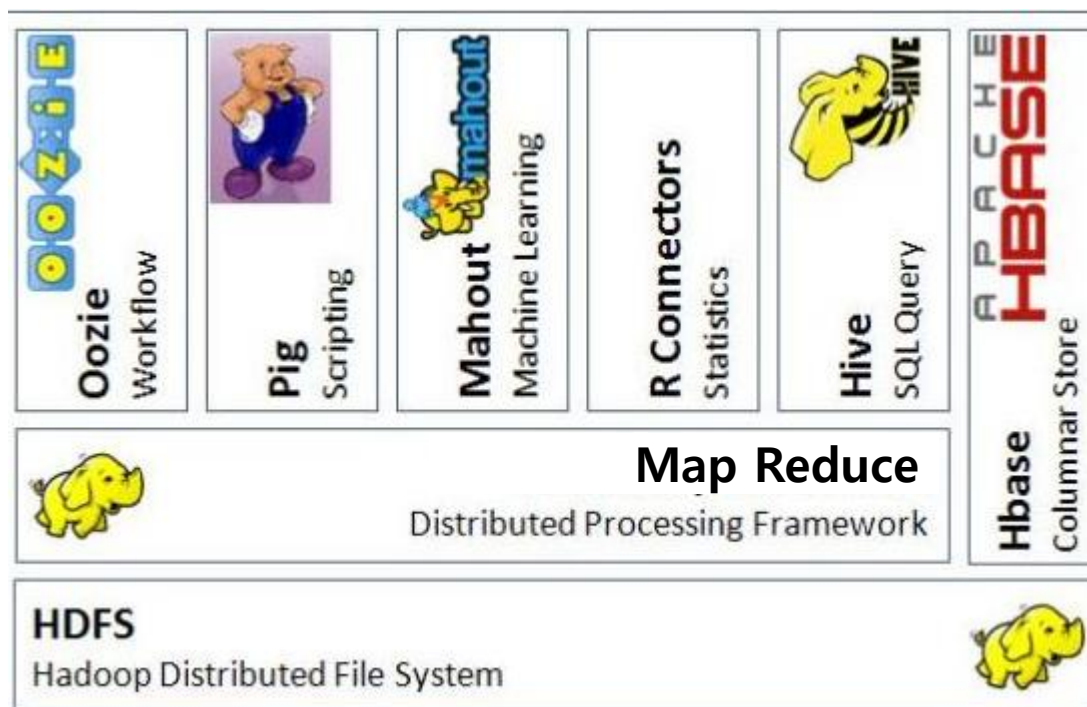 OOZIE
Oozie
Workflow
Pig
Scripting
mahout
Mahout
Machine Learning
R Connectors
Statistics
HIVE
Hive
SQL Query
APACHE
HBASE
Hbase
Columnar Store
Map Reduce
Distributed Processing Framework
HDFS
Hadoop Distributed File System